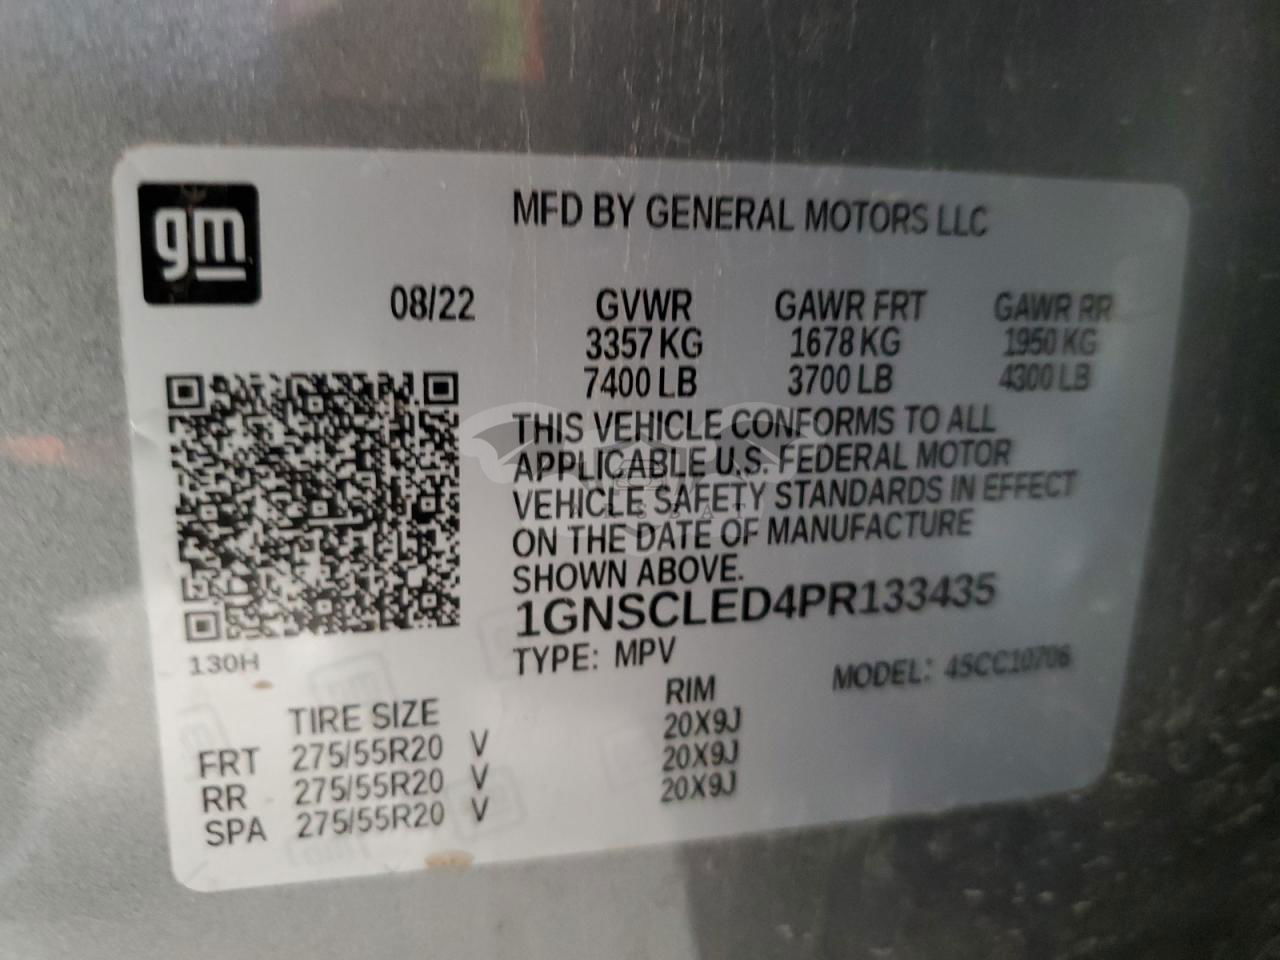 gm
MFD BY GENERAL MOTORS LLC
08/22
GVWR GAWR FRT GAWR RR
3357 KG 1678 KG 1950 KG
7400 LB 3700 LB 4300 LB
THIS VEHICLE CONFORMS TO ALL
APPLICABLE U.S. FEDERAL MOTOR
VEHICLE SAFETY STANDARDS IN EFFECT
ON THE DATE OF MANUFACTURE
SHOWN ABOVE.
1GNSCLED4PR133435
130H
TYPE: MPV MODEL: 4SCC10706
TIRE SIZE RIM
FRT 275/55R20 V 20X9J
RR 275/55R20 V 20X9J
SPA 275/55R20 V 20X9J